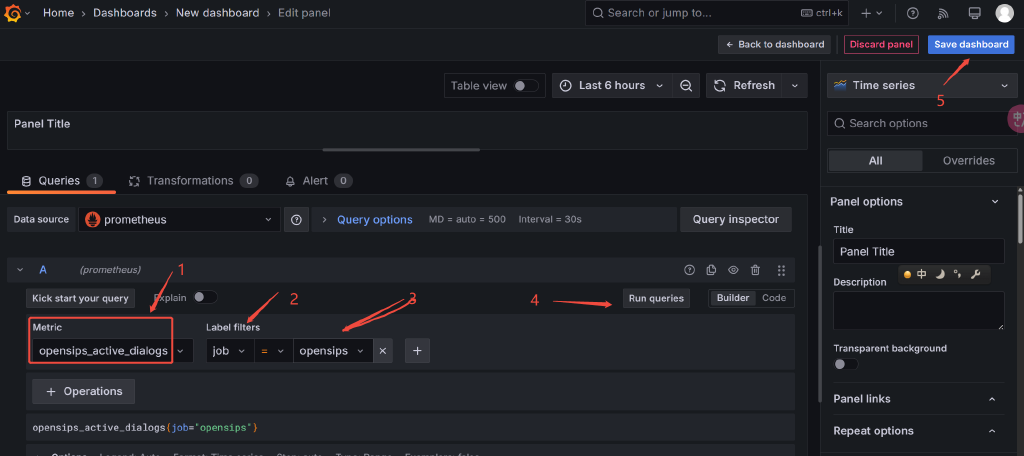 Home > Dashboards > New dashboard > Edit panel
Search or jump to... ctrl+k
Back to dashboard Discard panel Save dashboard
5
Table view Last 6 hours Refresh
Time series
Panel Title
Search options
中
All Overrides
Queries 1 Transformations 0 Alert 0
Panel options
Data source prometheus Query options MD = auto = 500 Interval = 30s Query inspector
Title
Panel Title
A (prometheus)
1
中
Description
Kick start your query Explain
2
3
4
Run queries Builder Code
Metric Label filters
opensips_active_dialogs job = opensips
Transparent background
+ Operations
Panel links
opensips_active_dialogs{job="opensips"}
Repeat options